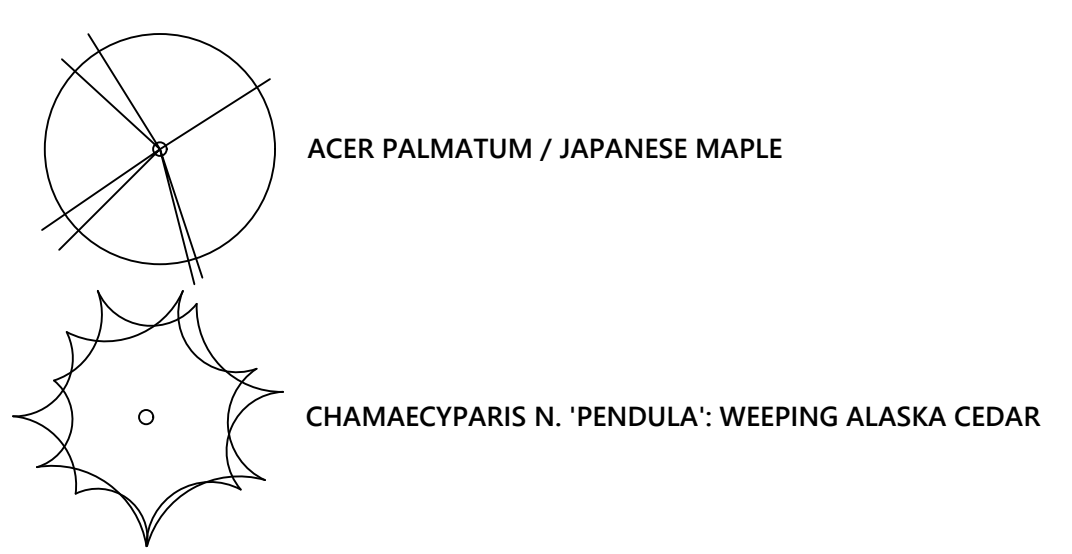 ACER PALMATUM / JAPANESE MAPLE
CHAMAECYPARIS N. 'PENDULA': WEEPING ALASKA CEDAR